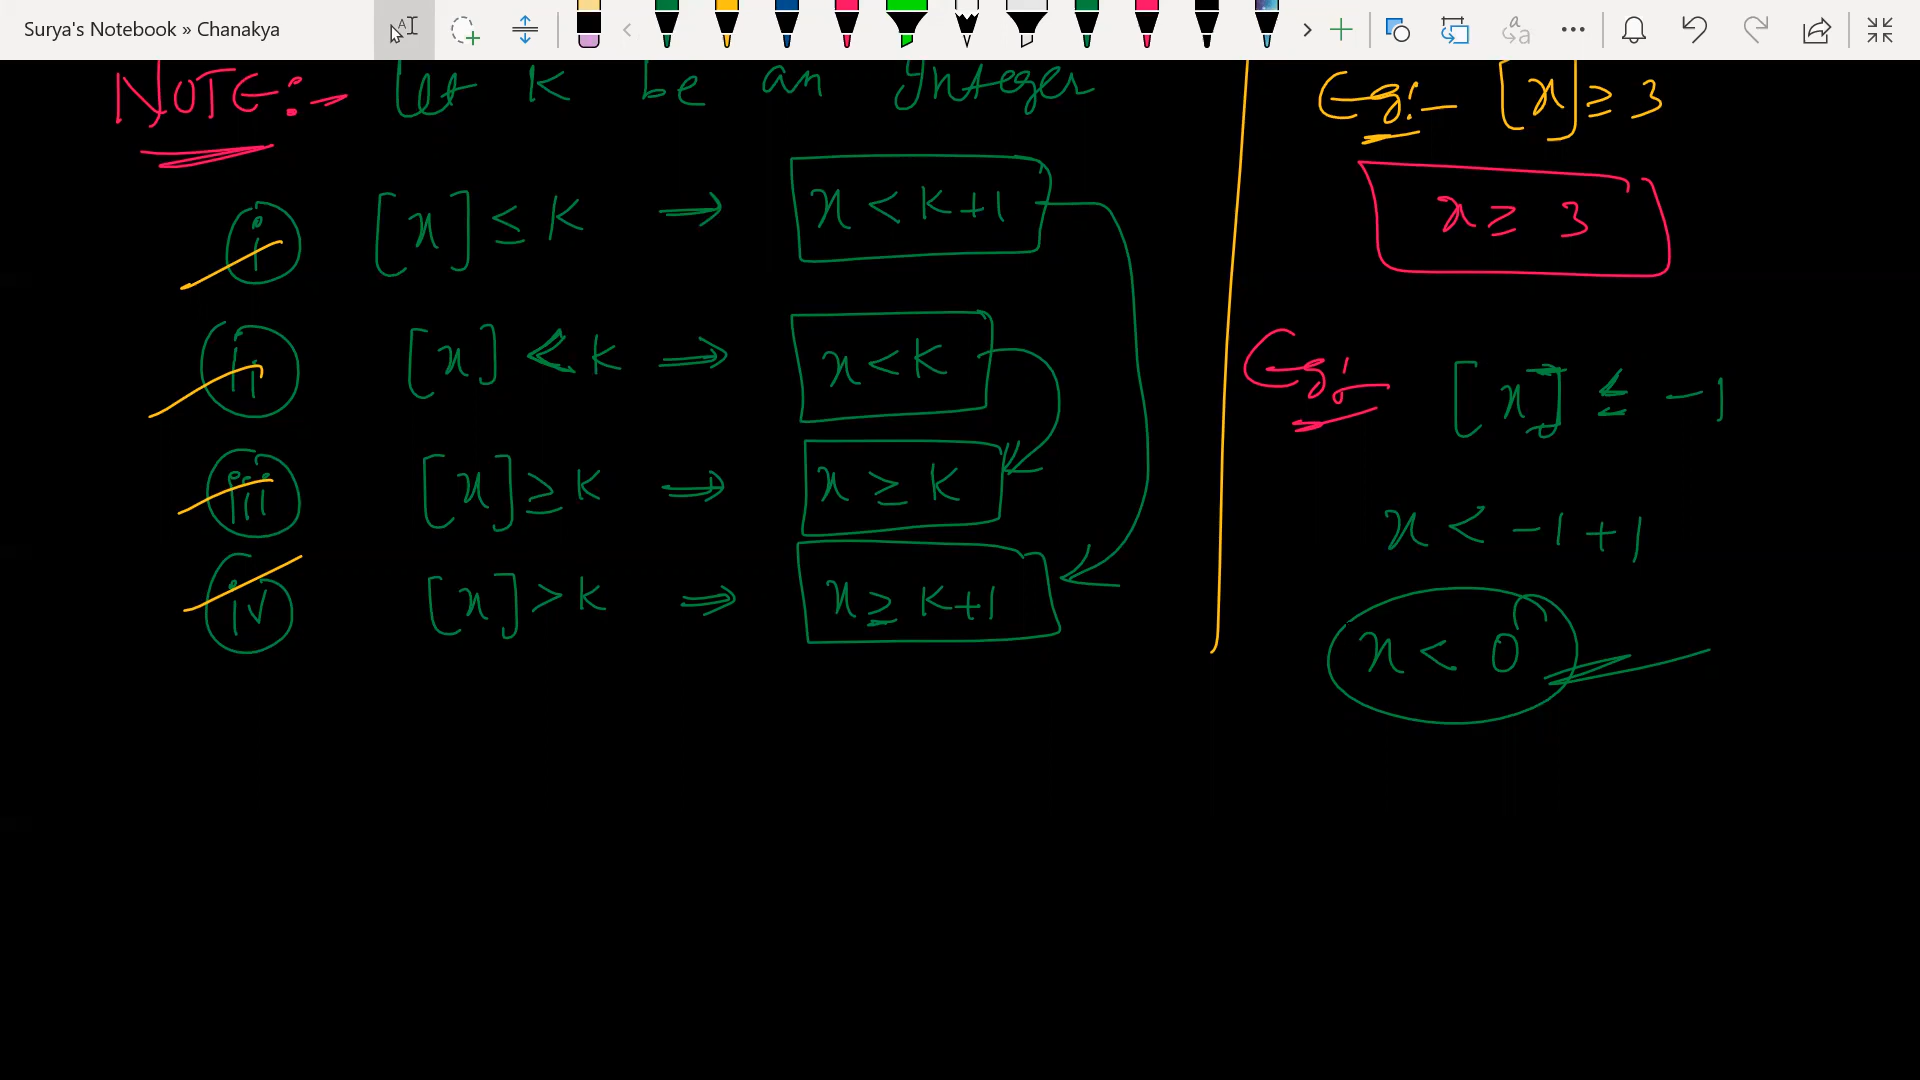 Surya's Notebook » Chanakya
NOTE:- Let K be an Integer
i [x] ≤ K ⇒ x < K+1
ii [x] < K ⇒ x < K
iii [x] ≥ K ⇒ x ≥ K
iv [x] > K ⇒ x ≥ K+1
Eg:- [x] ≥ 3
x ≥ 3
Eg:- [x] ≤ -1
x < -1+1
x < 0